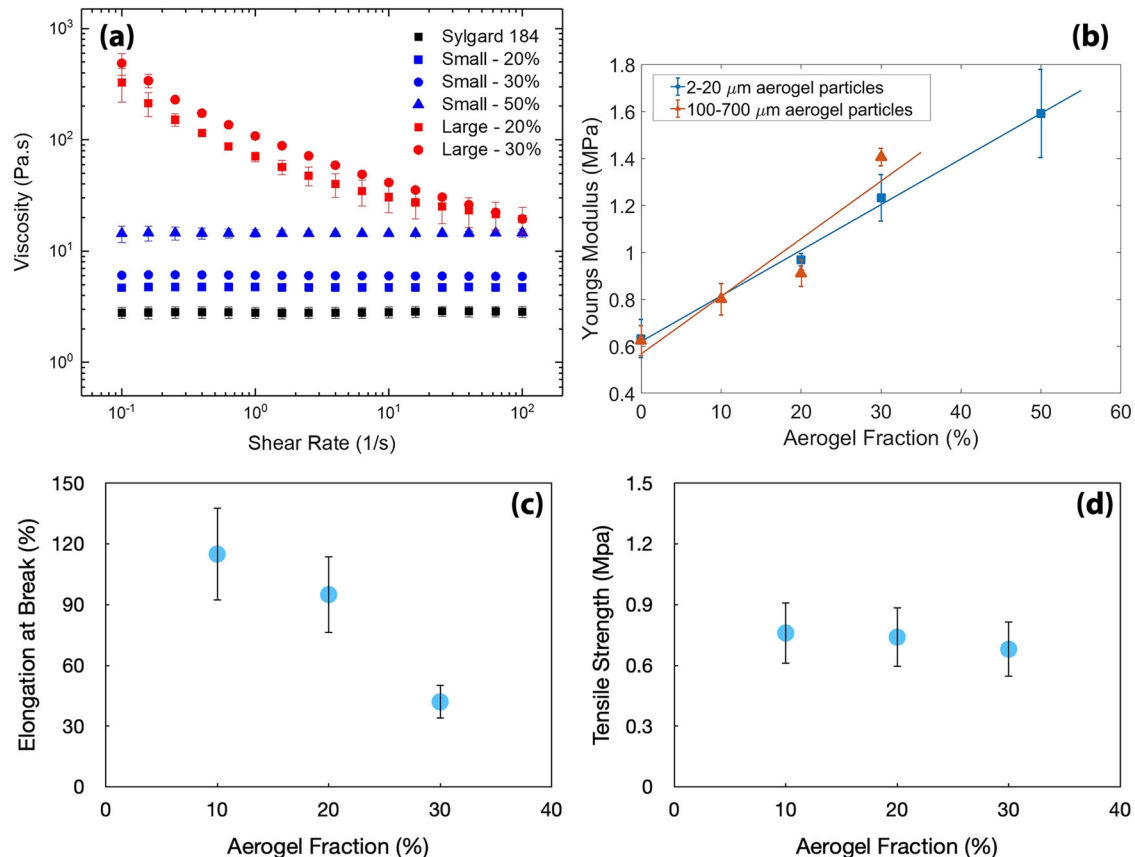 (a)
10³
10²
10¹
10⁰
10⁻¹ 10⁰ 10¹ 10²
Viscosity (Pa.s)
Shear Rate (1/s)
Sylgard 184
Small - 20%
Small - 30%
Small - 50%
Large - 20%
Large - 30%
(b)
1.8
1.6
1.4
1.2
1
0.8
0.6
0.4
0 10 20 30 40 50 60
Youngs Modulus (MPa)
Aerogel Fraction (%)
2-20 μm aerogel particles
100-700 μm aerogel particles
(c)
150
120
90
60
30
0
0 10 20 30 40
Elongation at Break (%)
Aerogel Fraction (%)
(d)
1.5
1.2
0.9
0.6
0.3
0
0 10 20 30 40
Tensile Strength (Mpa)
Aerogel Fraction (%)